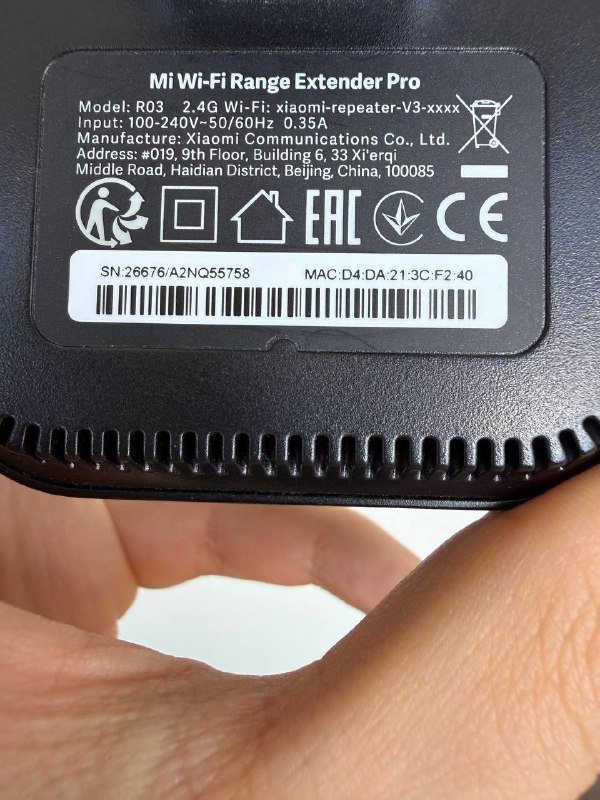 Mi Wi-Fi Range Extender Pro
Model: R03 2.4G Wi-Fi: xiaomi-repeater-V3-xxxx
Input: 100-240V~50/60Hz 0.35A
Manufacture: Xiaomi Communications Co., Ltd.
Address: #019, 9th Floor, Building 6, 33 Xi'erqi
Middle Road, Haidian District, Beijing, China, 100085
EAC CE
SN:26676/A2NQ55758 MAC:D4:DA:21:3C:F2:40